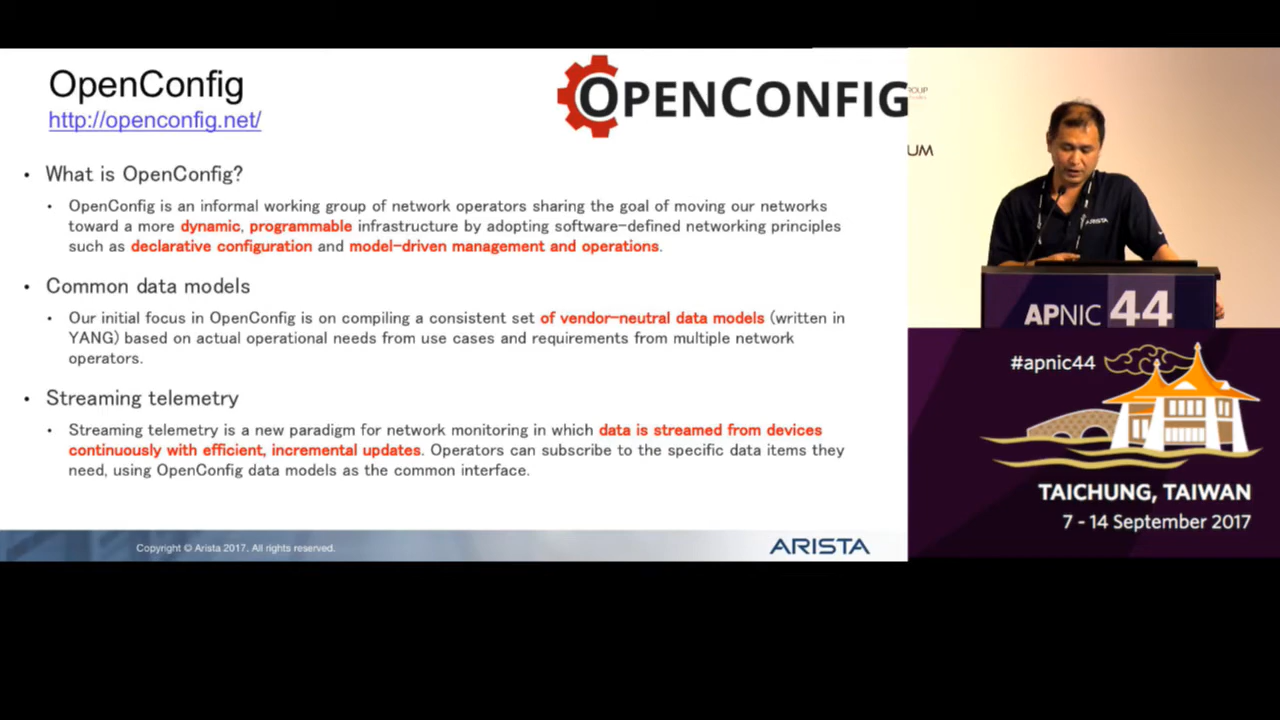 OpenConfig
http://openconfig.net/
OPENCONFIG
• What is OpenConfig?
• OpenConfig is an informal working group of network operators sharing the goal of moving our networks
toward a more dynamic, programmable infrastructure by adopting software-defined networking principles
such as declarative configuration and model-driven management and operations.
• Common data models
• Our initial focus in OpenConfig is on compiling a consistent set of vendor-neutral data models (written in
YANG) based on actual operational needs from use cases and requirements from multiple network
operators.
• Streaming telemetry
• Streaming telemetry is a new paradigm for network monitoring in which data is streamed from devices
continuously with efficient, incremental updates. Operators can subscribe to the specific data items they
need, using OpenConfig data models as the common interface.
Copyright © Arista 2017. All rights reserved.
ARISTA
ROUP
UM
ARISTA
APNIC 44
#apnic44
TAICHUNG, TAIWAN
7 - 14 September 2017